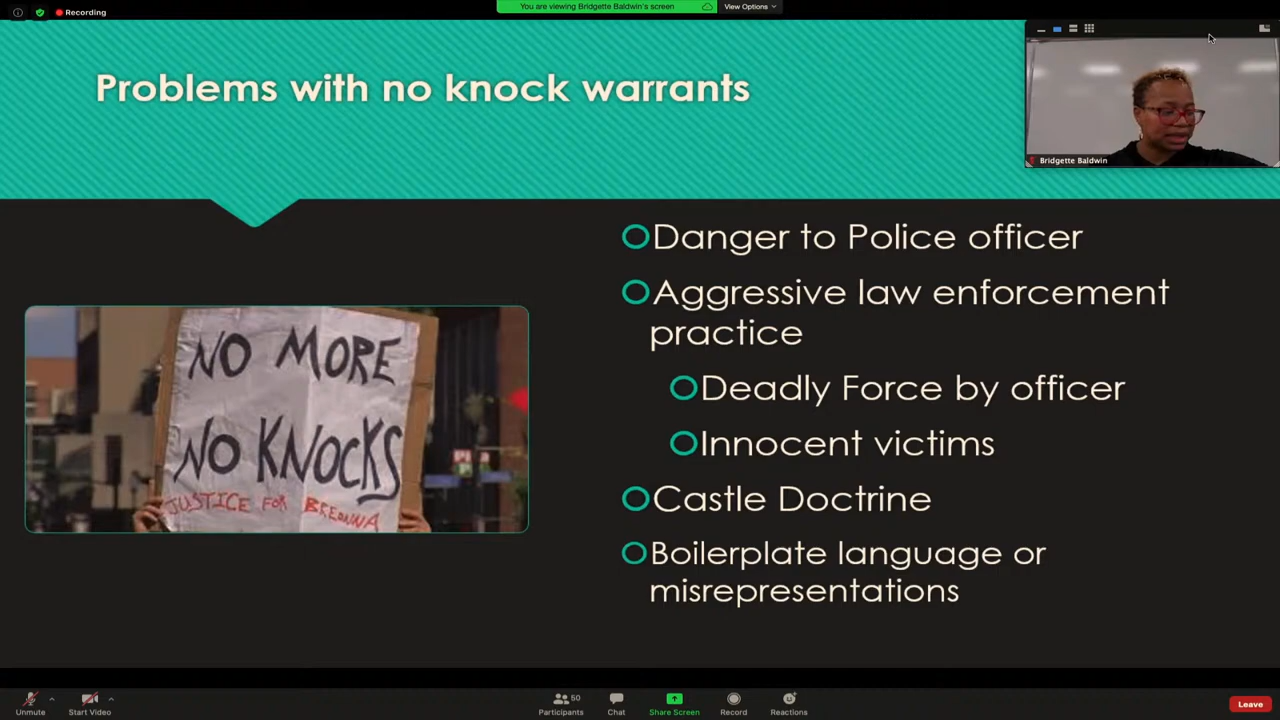 Recording
You are viewing Bridgette Baldwin's screen
View Options
Problems with no knock warrants
Bridgette Baldwin
Danger to Police officer
Aggressive law enforcement
practice
Deadly Force by officer
Innocent victims
Castle Doctrine
Boilerplate language or
misrepresentations
NO MORE
NO KNOCKS
JUSTICE FOR BREONNA
Unmute
Start Video
Participants
50
Chat
Share Screen
Record
Reactions
Leave